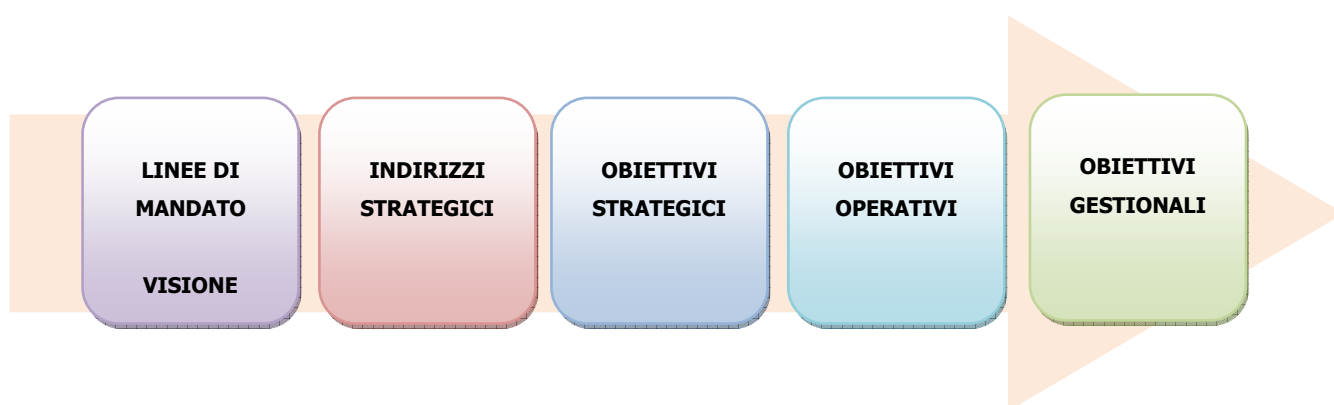 LINEE DI
MANDATO
VISIONE
INDIRIZZI
STRATEGICI
OBIETTIVI
STRATEGICI
OBIETTIVI
OPERATIVI
OBIETTIVI
GESTIONALI